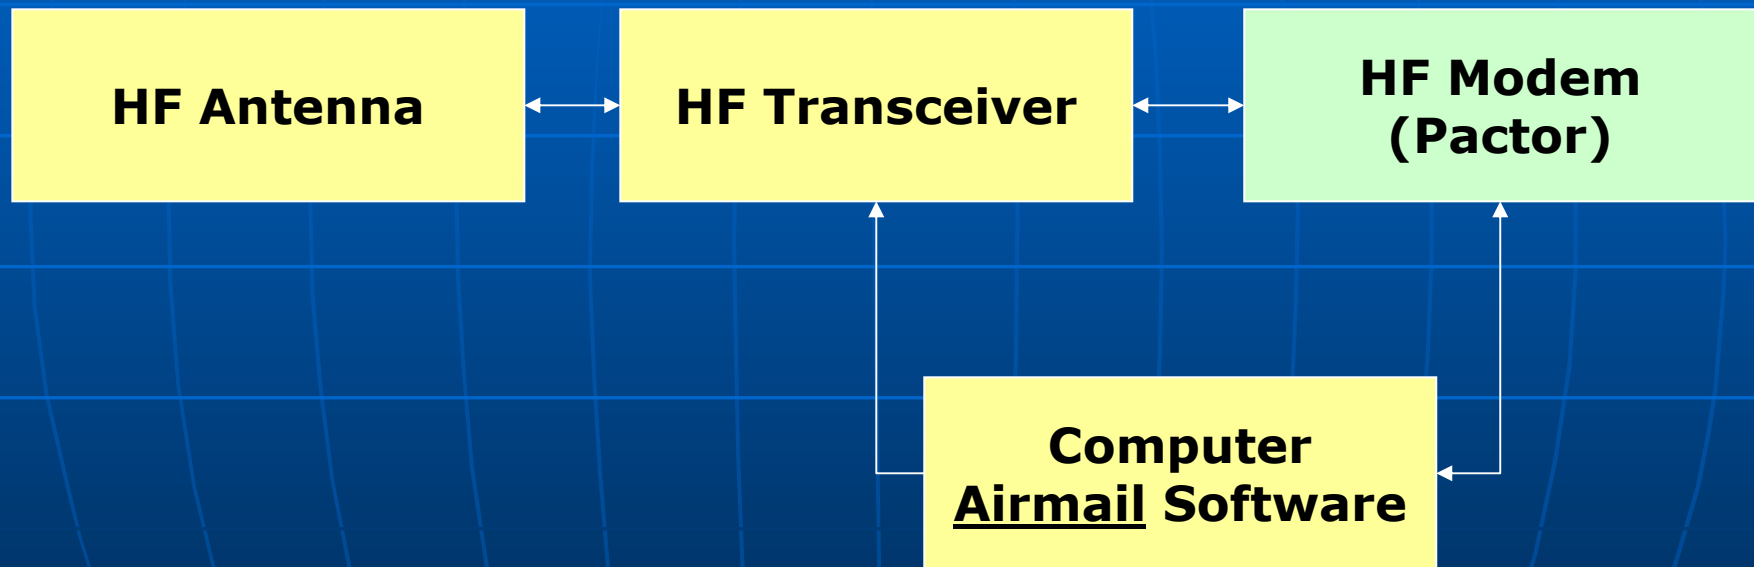 HF Antenna
HF Transceiver
HF Modem
(Pactor)
Computer
Airmail Software